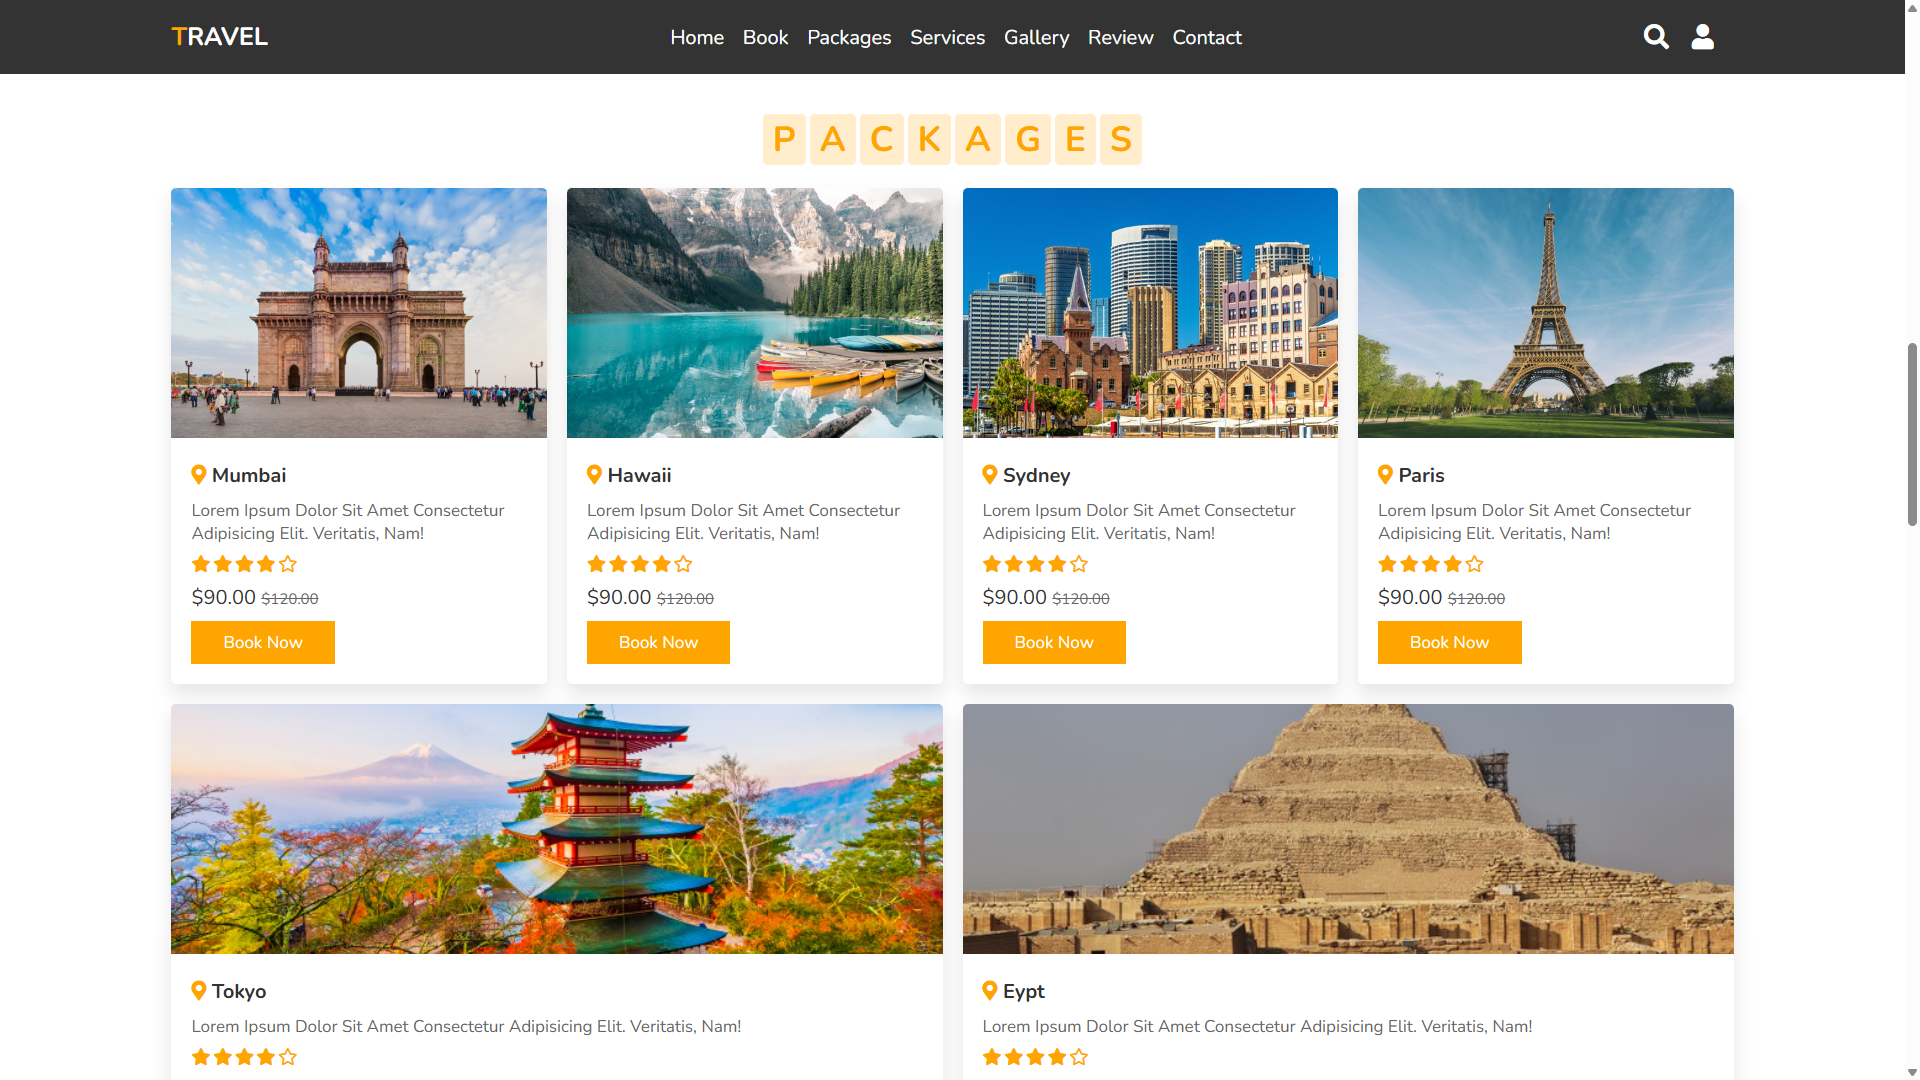 TRAVEL
Home Book Packages Services Gallery Review Contact
PACKAGES
Mumbai
Lorem Ipsum Dolor Sit Amet Consectetur
Adipisicing Elit. Veritatis, Nam!
$90.00 $120.00
Book Now
Hawaii
Lorem Ipsum Dolor Sit Amet Consectetur
Adipisicing Elit. Veritatis, Nam!
$90.00 $120.00
Book Now
Sydney
Lorem Ipsum Dolor Sit Amet Consectetur
Adipisicing Elit. Veritatis, Nam!
$90.00 $120.00
Book Now
Paris
Lorem Ipsum Dolor Sit Amet Consectetur
Adipisicing Elit. Veritatis, Nam!
$90.00 $120.00
Book Now
Tokyo
Lorem Ipsum Dolor Sit Amet Consectetur Adipisicing Elit. Veritatis, Nam!
Eypt
Lorem Ipsum Dolor Sit Amet Consectetur Adipisicing Elit. Veritatis, Nam!